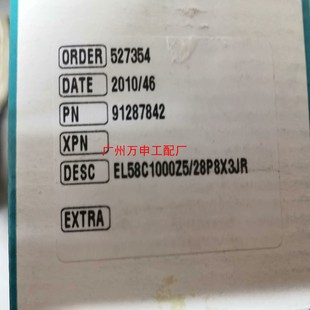 ORDER 527354
DATE 2010/46
PN 91287842
广州万申工配厂
XPN
DESC EL58C1000Z5/28P8X3JR
EXTRA